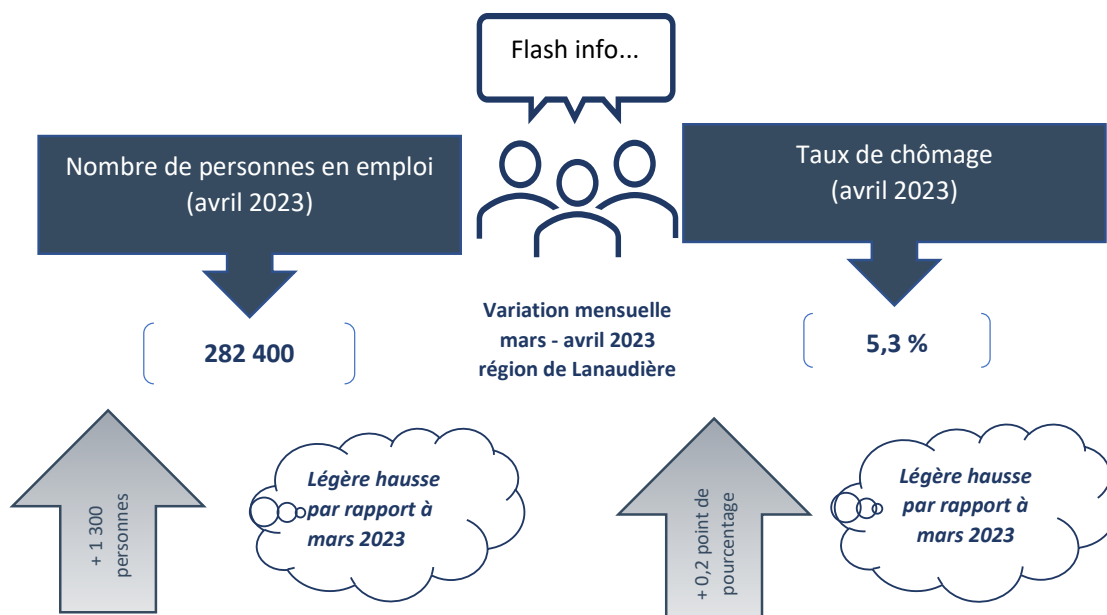 Flash info...
Nombre de personnes en emploi
(avril 2023)
Taux de chômage
(avril 2023)
282 400
Variation mensuelle
mars - avril 2023
région de Lanaudière
5,3 %
+ 1 300
personnes
Légère hausse
par rapport à
mars 2023
+ 0,2 point de
pourcentage
Légère hausse
par rapport à
mars 2023